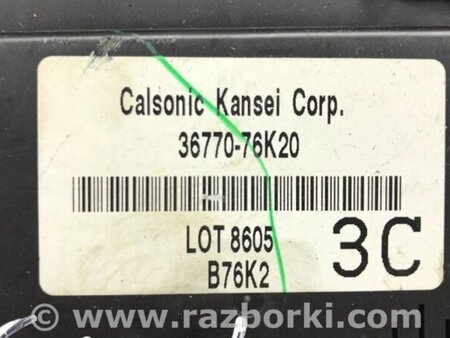 Calsonic Kansei Corp.
36770-76K20
LOT 8605
3C
B76K2
www.razborki.com